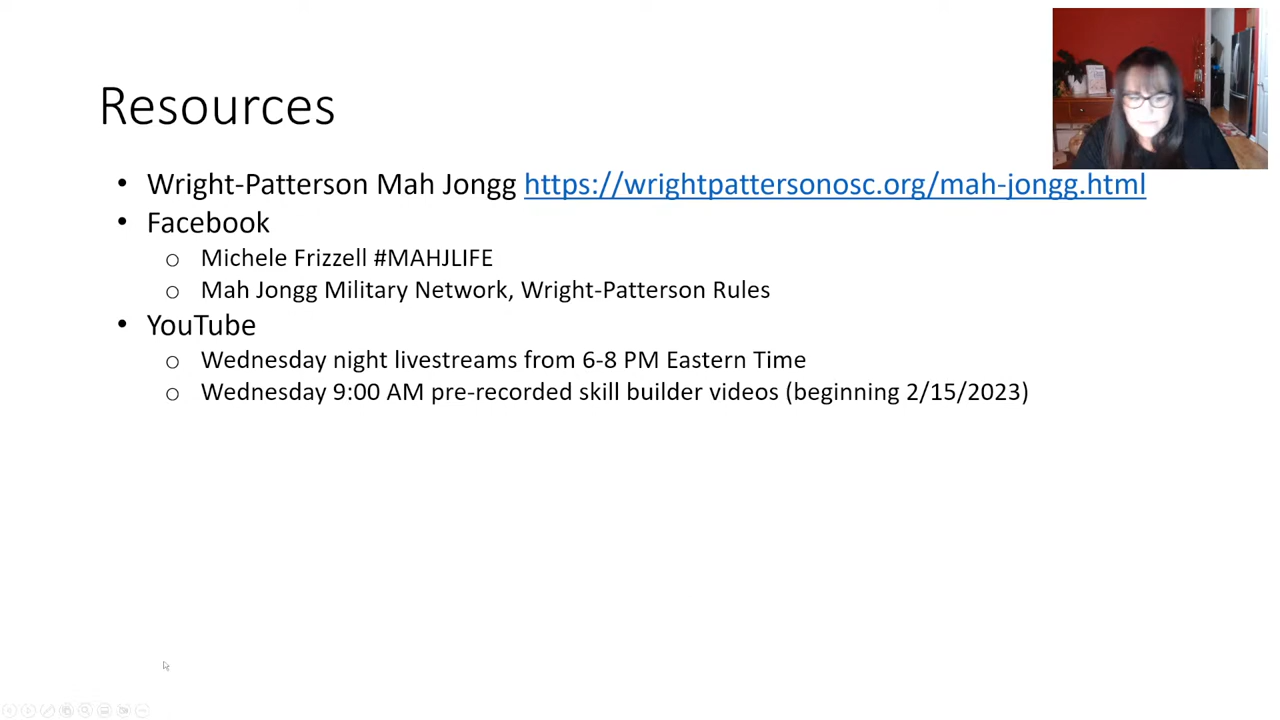 Resources
• Wright-Patterson Mah Jongg https://wrightpattersonosc.org/mah-jongg.html
• Facebook
o Michele Frizzell #MAHJLIFE
o Mah Jongg Military Network, Wright-Patterson Rules
• YouTube
o Wednesday night livestreams from 6-8 PM Eastern Time
o Wednesday 9:00 AM pre-recorded skill builder videos (beginning 2/15/2023)